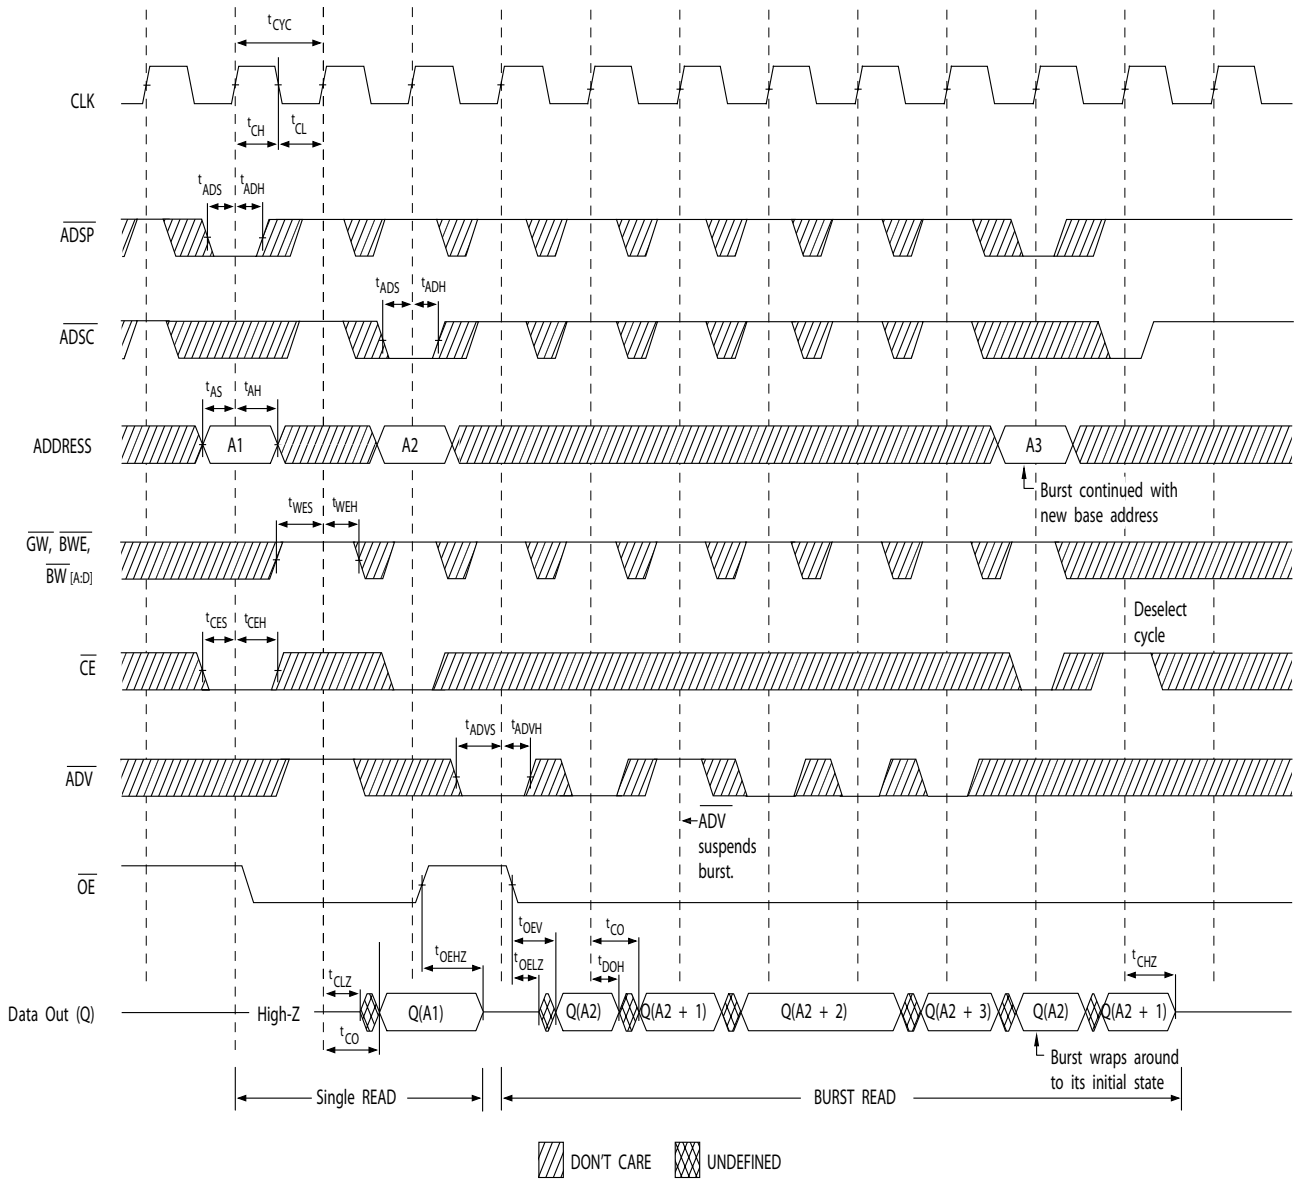 tCYC
CLK
tCH
tCL
tADS
tADH
ADSP
tADS
tADH
ADSC
tAS
tAH
ADDRESS
A1
A2
A3
Burst continued with
new base address
tWES
tWEH
GW, BWE,
BW [A:D]
Deselect
cycle
tCES
tCEH
CE
tADVS
tADVH
ADV
ADV
suspends
burst.
OE
tOEV
tCO
tOEHZ
tOELZ
tDOH
tCLZ
tCHZ
Data Out (Q)
High-Z
Q(A1)
Q(A2)
Q(A2 + 1)
Q(A2 + 2)
Q(A2 + 3)
Q(A2)
Q(A2 + 1)
tCO
Burst wraps around
to its initial state
Single READ
BURST READ
DON'T CARE
UNDEFINED